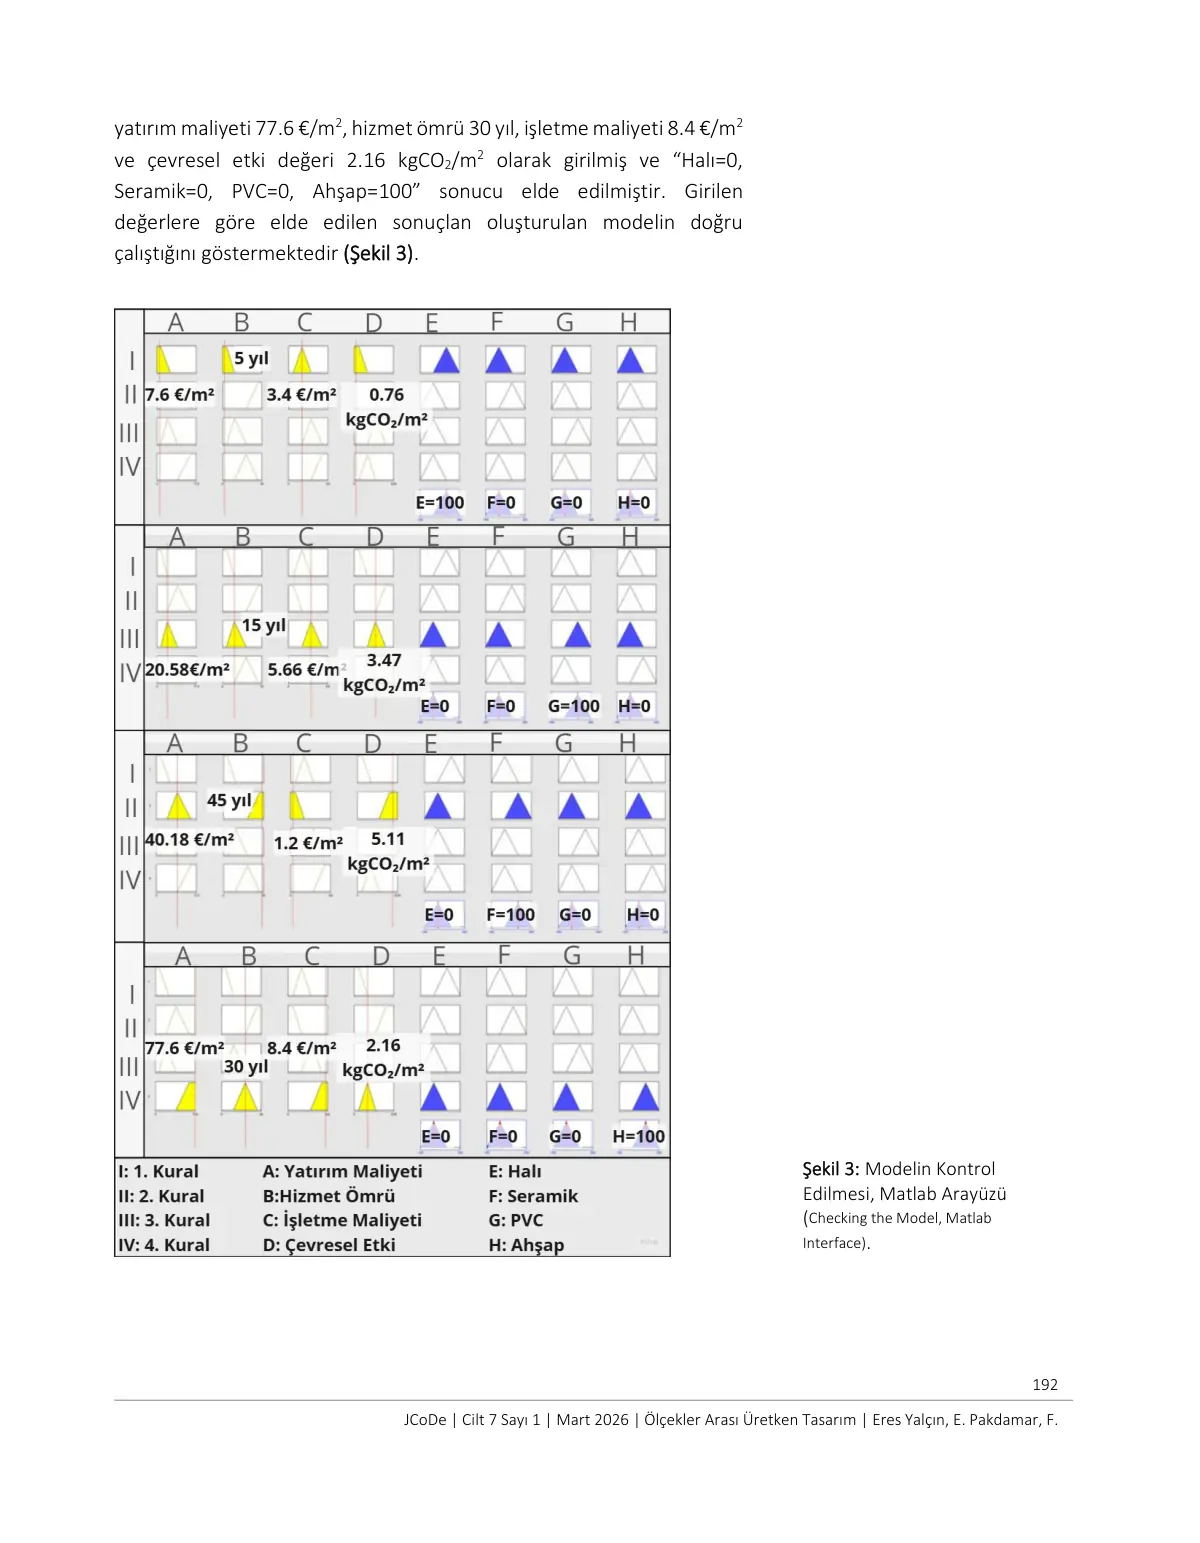 yatırım maliyeti 77.6 €/m², hizmet ömrü 30 yıl, işletme maliyeti 8.4 €/m²
ve çevresel etki değeri 2.16 kgCO₂/m² olarak girilmiş ve “Halı=0,
Seramik=0, PVC=0, Ahşap=100” sonucu elde edilmiştir. Girilen
değerlere göre elde edilen sonuçlan oluşturulan modelin doğru
çalıştığını göstermektedir (Şekil 3).
A B C D E F G H
I 5 yıl
II 7.6 €/m² 3.4 €/m² 0.76
kgCO₂/m²
III
IV
E=100 F=0 G=0 H=0
A B C D E F G H
I
II
III 15 yıl
IV 20.58€/m² 5.66 €/m² 3.47
kgCO₂/m²
E=0 F=0 G=100 H=0
A B C D E F G H
I
II 45 yıl
III 40.18 €/m² 1.2 €/m² 5.11
kgCO₂/m²
IV
E=0 F=100 G=0 H=0
A B C D E F G H
I
II
77.6 €/m² 8.4 €/m² 2.16
III 30 yıl kgCO₂/m²
IV
E=0 F=0 G=0 H=100
I: 1. Kural A: Yatırım Maliyeti E: Halı
II: 2. Kural B:Hizmet Ömrü F: Seramik
III: 3. Kural C: İşletme Maliyeti G: PVC
IV: 4. Kural D: Çevresel Etki H: Ahşap
Şekil 3: Modelin Kontrol
Edilmesi, Matlab Arayüzü
(Checking the Model, Matlab
Interface).
192
JCoDe | Cilt 7 Sayı 1 | Mart 2026 | Ölçekler Arası Üretken Tasarım | Eres Yalçın, E. Pakdamar, F.